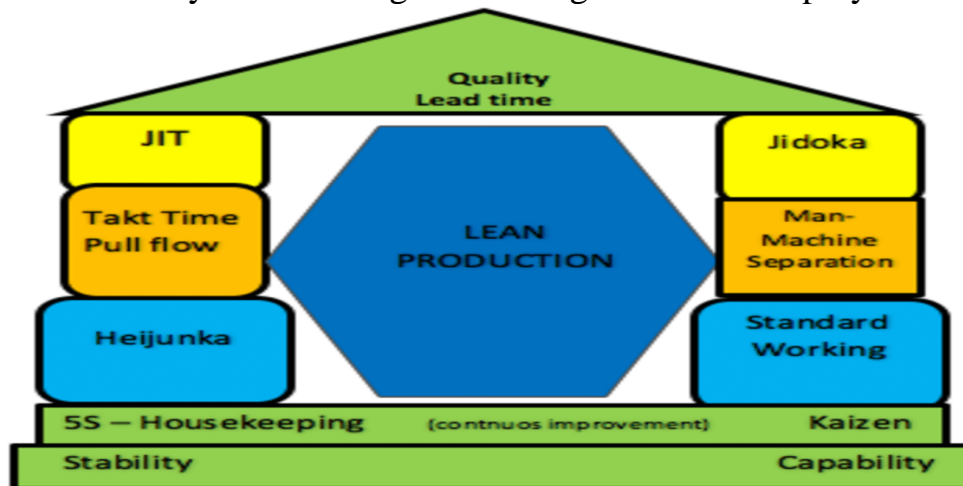 Quality
Lead time
JIT
Jidoka
Takt Time
Pull flow
LEAN
PRODUCTION
Man-
Machine
Separation
Heijunka
Standard
Working
5S – Housekeeping (contnuos improvement) Kaizen
Stability Capability